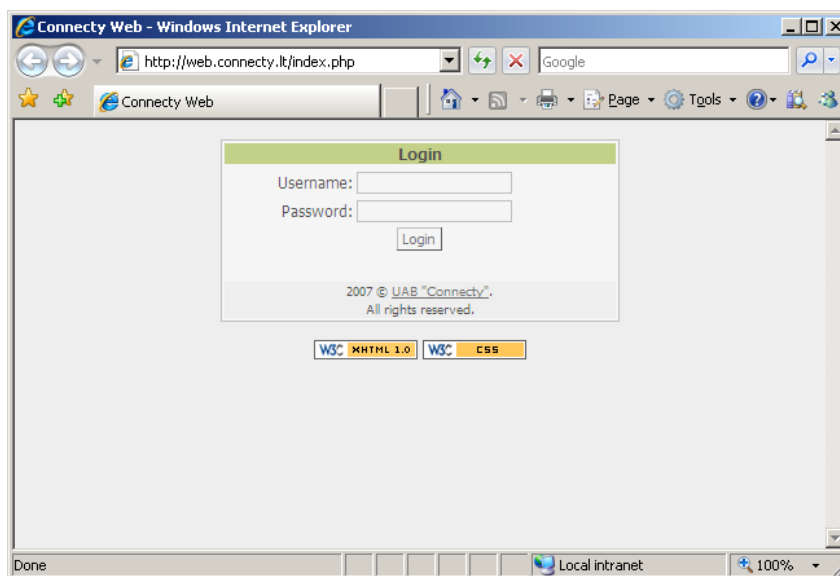 Connecty Web - Windows Internet Explorer
http://web.connecty.lt/index.php
Google
Connecty Web
Page
Tools
Login
Username:
Password:
Login
2007 © UAB "Connecty".
All rights reserved.
W3C XHTML 1.0 W3C CSS
Done
Local intranet
100%